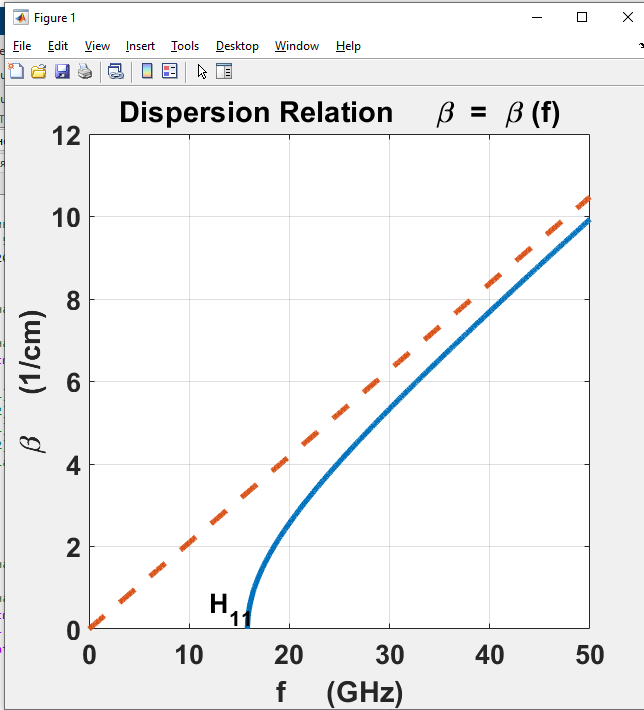 Figure 1
File Edit View Insert Tools Desktop Window Help
Dispersion Relation β = β (f)
12
10
8
6
4
2
0
β (1/cm)
H11
0 10 20 30 40 50
f (GHz)